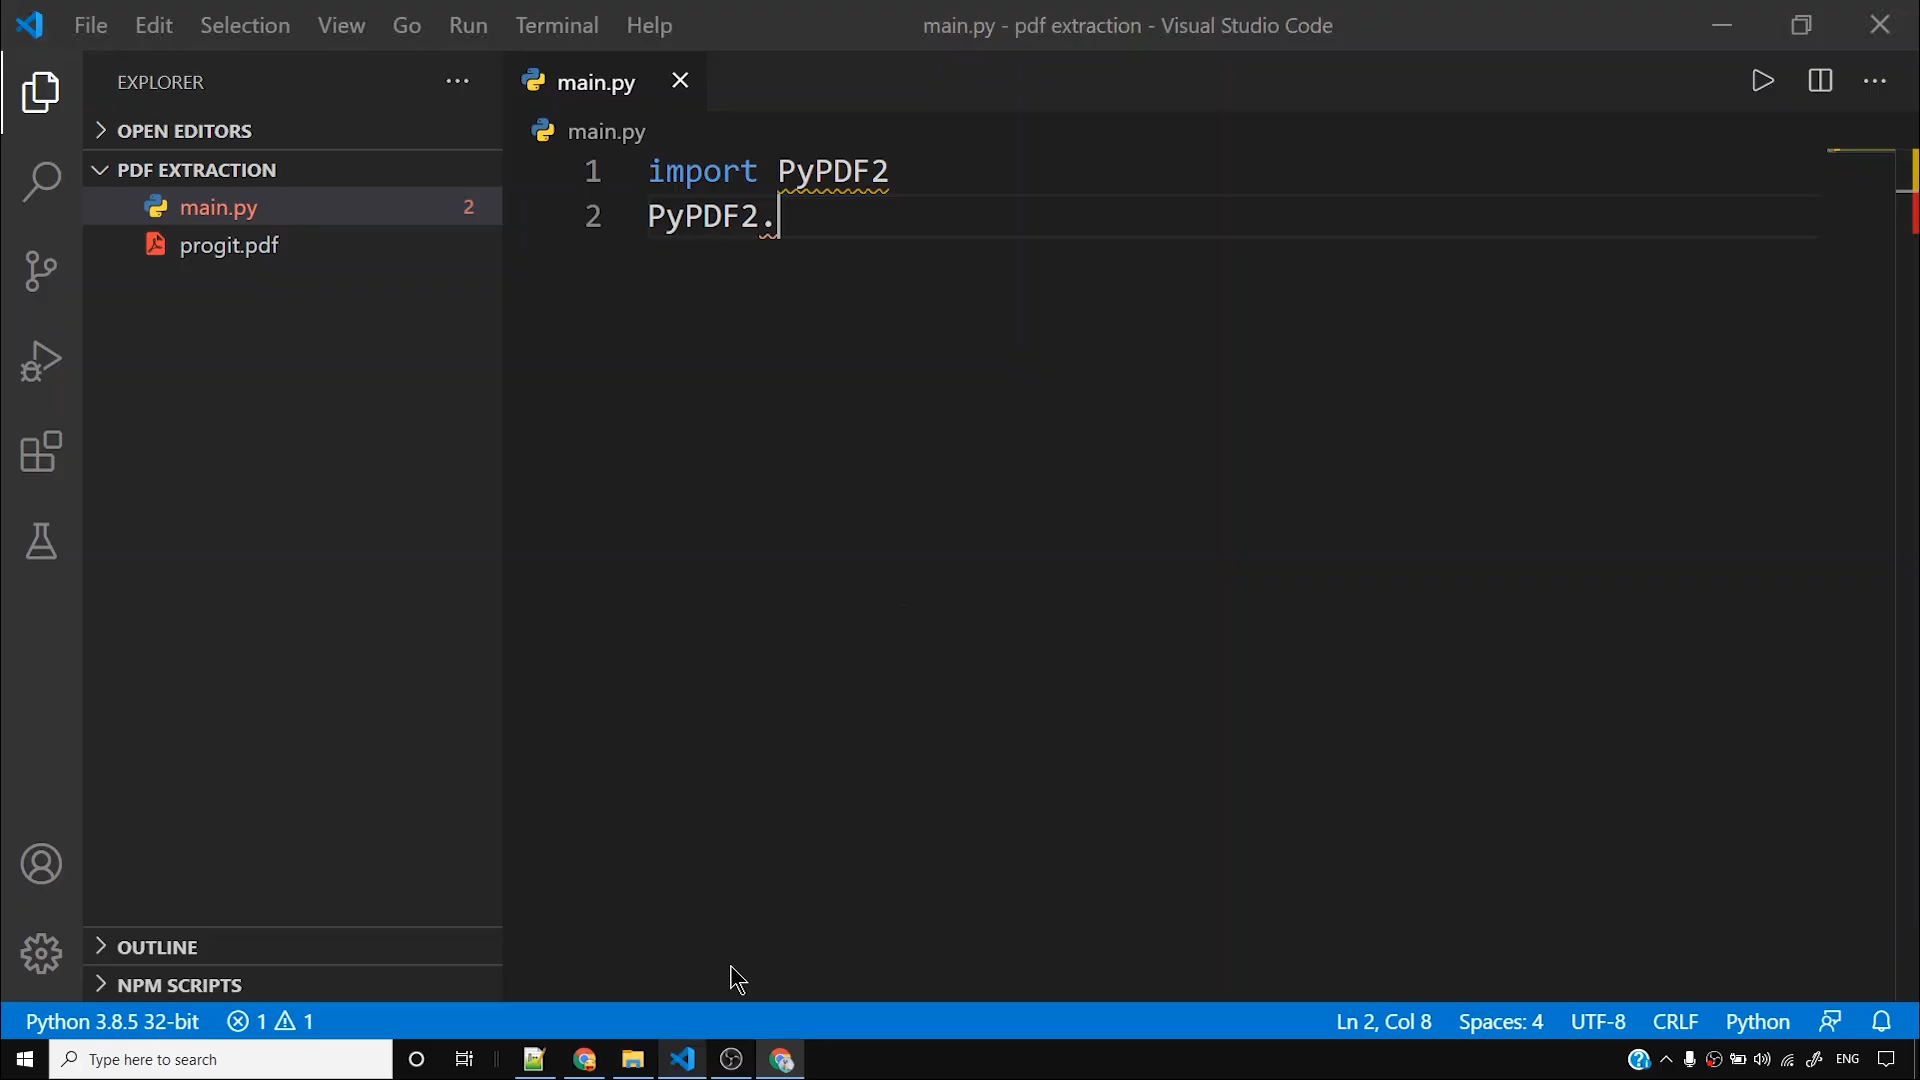 File Edit Selection View Go Run Terminal Help main.py - pdf extraction - Visual Studio Code
EXPLORER
OPEN EDITORS
PDF EXTRACTION
main.py 2
progit.pdf
OUTLINE
NPM SCRIPTS
main.py
main.py
1 import PyPDF2
2 PyPDF2.
Python 3.8.5 32-bit 1 1 Ln 2, Col 8 Spaces: 4 UTF-8 CRLF Python
Type here to search ENG